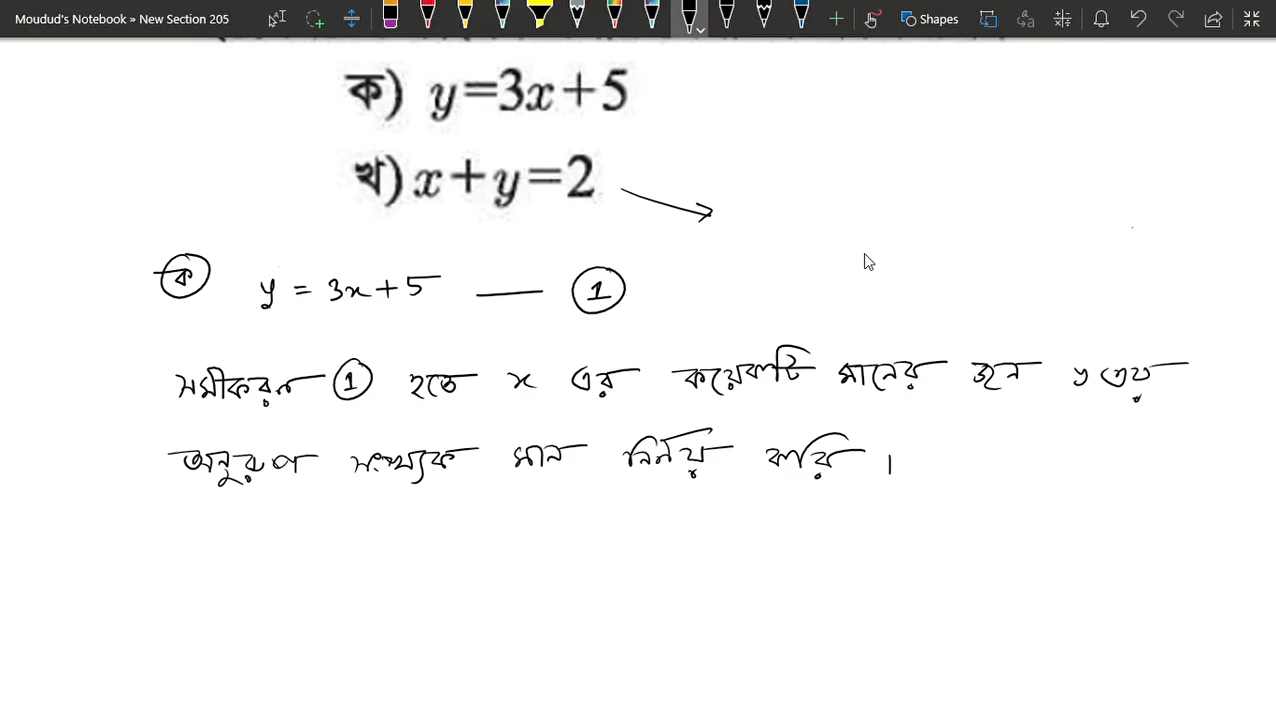 Moudud's Notebook » New Section 205
Shapes
ক) y=3x+5
খ) x+y=2
ক y = 3x+5 — 1
সমীকরণ 1 হতে x এর কয়েকটি মানের জন্য y এর
অনুরূপ সংখ্যক মান নির্ণয় করি।